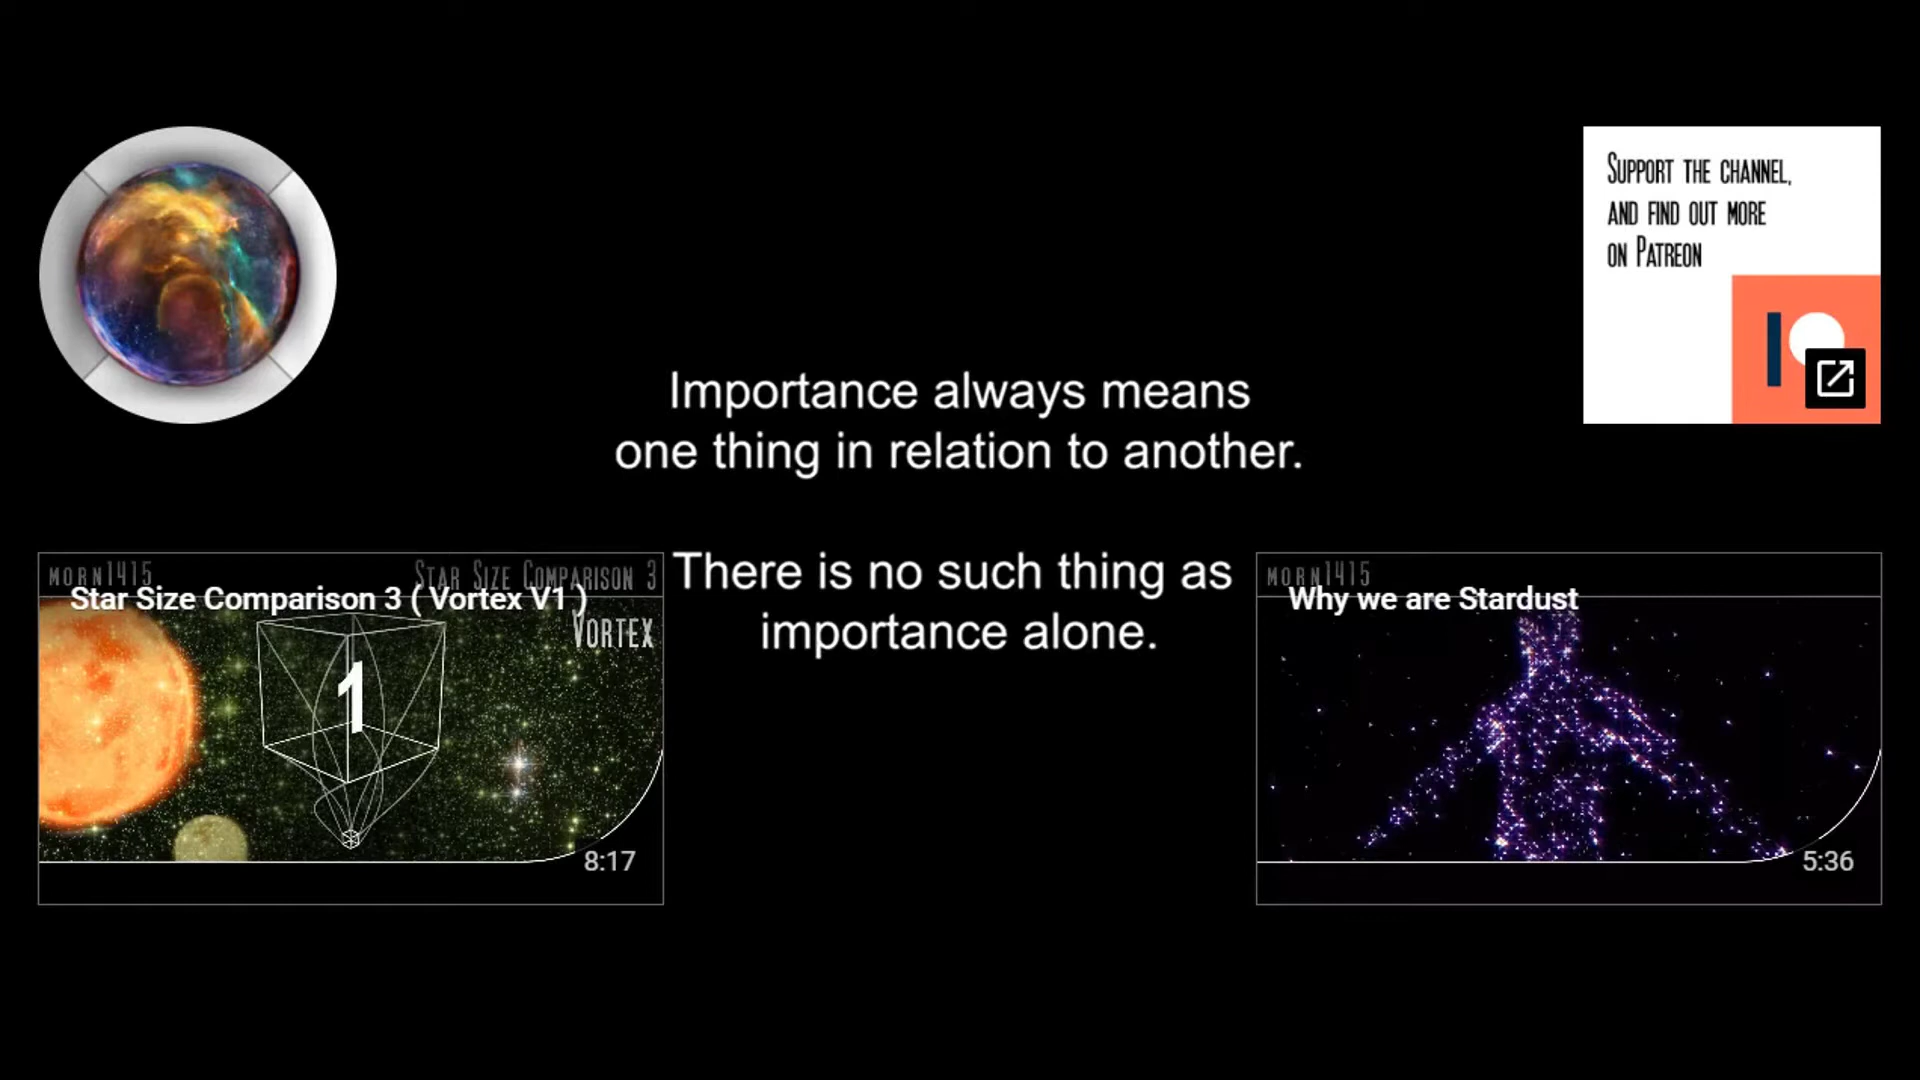 Support the channel,
and find out more
on Patreon
Importance always means
one thing in relation to another.
There is no such thing as
importance alone.
morn1415
Star Size Comparison 3
Star Size Comparison 3 ( Vortex V1 )
Vortex
1
8:17
morn1415
Why we are Stardust
5:36